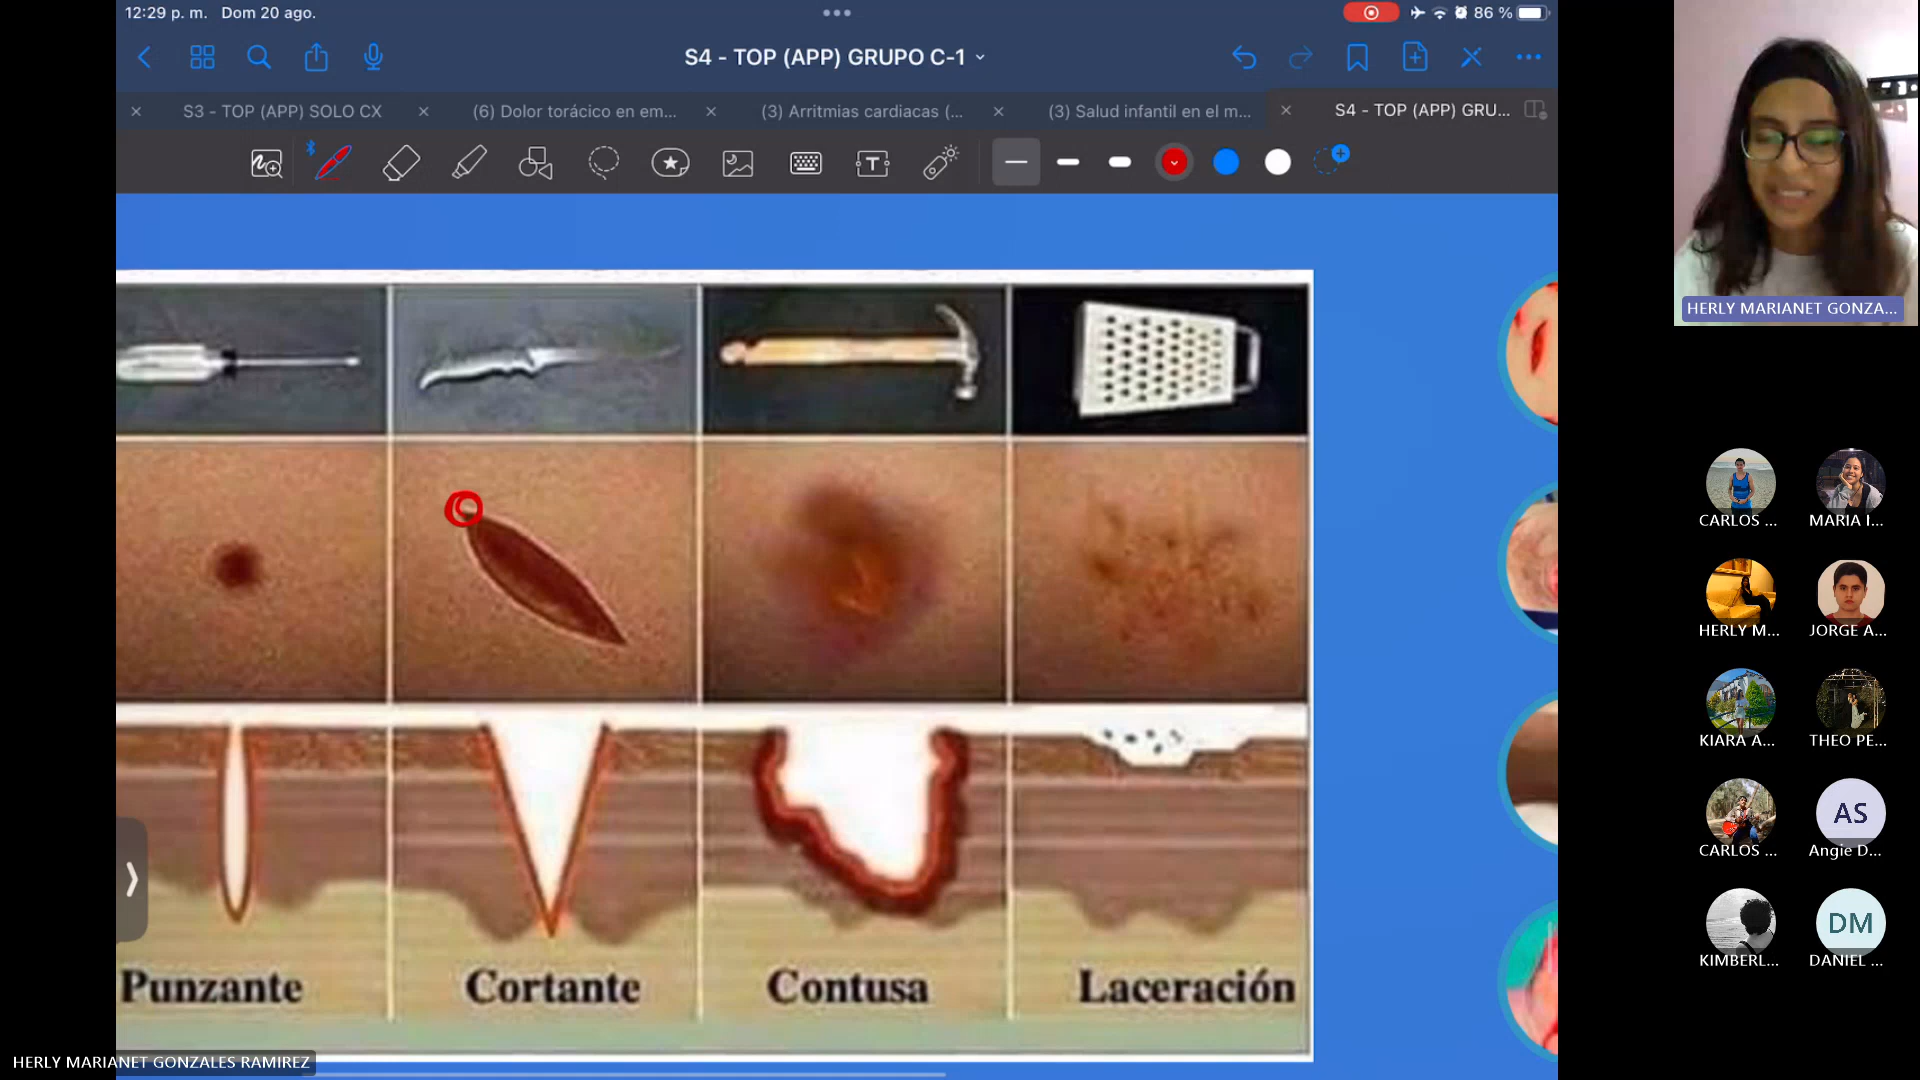 12:29 p. m. Dom 20 ago.
86 %
S4 - TOP (APP) GRUPO C-1
S3 - TOP (APP) SOLO CX
(6) Dolor torácico en em...
(3) Arritmias cardiacas (...
(3) Salud infantil en el m...
S4 - TOP (APP) GRU...
T
HERLY MARIANET GONZA...
CARLOS ...
MARIA I...
HERLY M...
JORGE A...
KIARA A...
THEO PE...
CARLOS ...
AS
Angie D...
KIMBERL...
DM
DANIEL ...
Punzante
Cortante
Contusa
Laceración
HERLY MARIANET GONZALES RAMIREZ